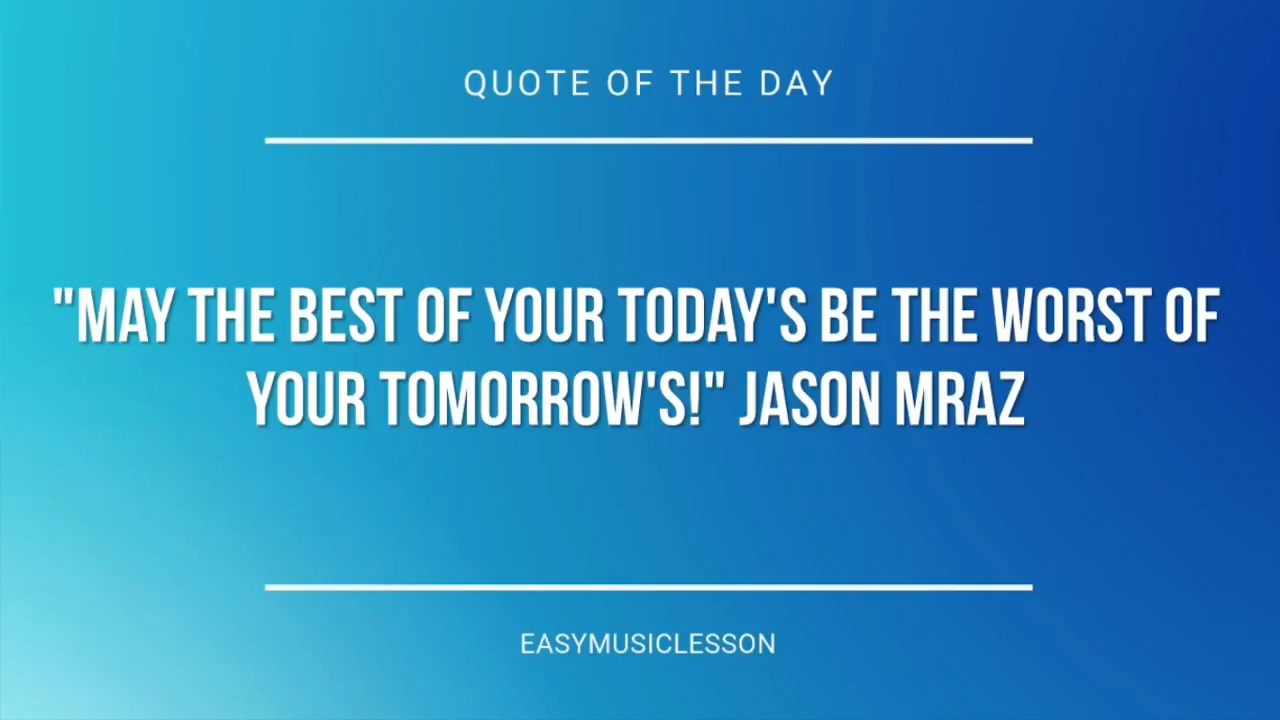 QUOTE OF THE DAY
"MAY THE BEST OF YOUR TODAY'S BE THE WORST OF
YOUR TOMORROW'S!" JASON MRAZ
EASYMUSICLESSON